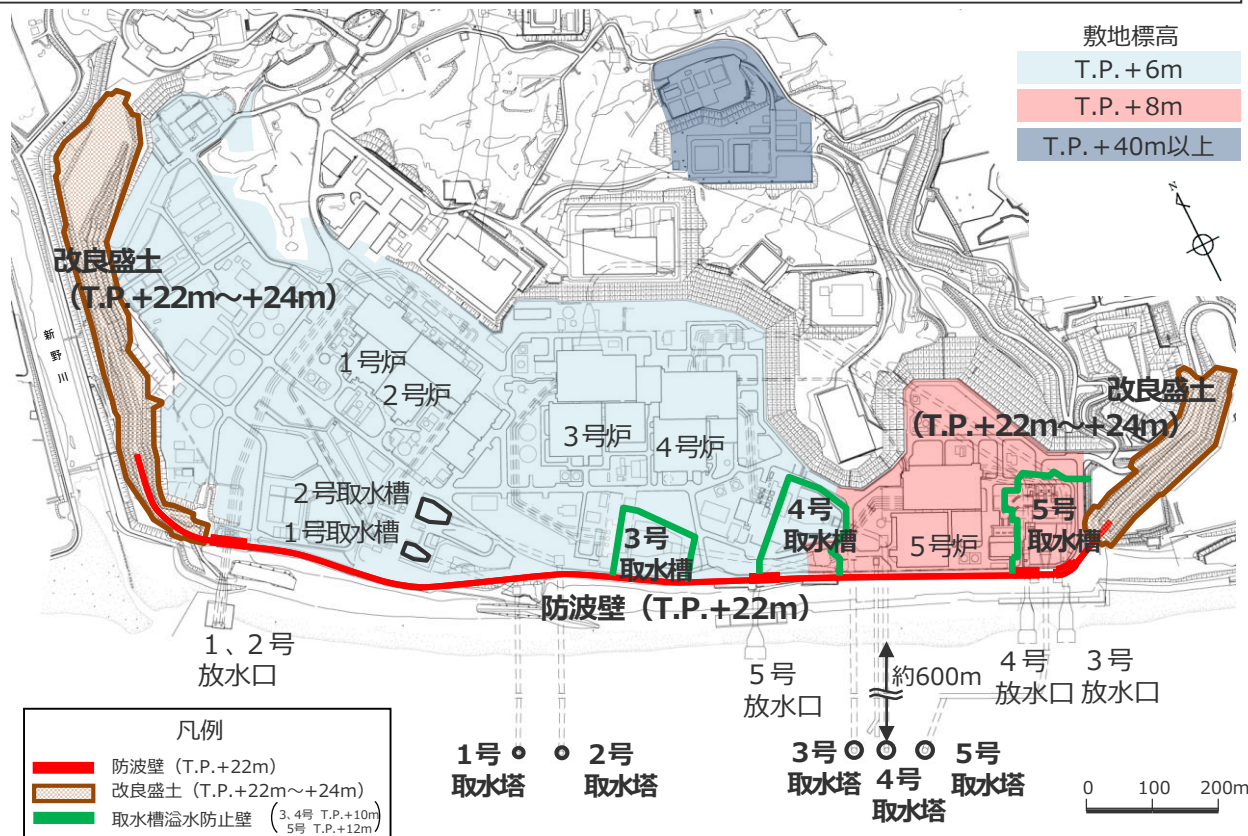 敷地標高
T.P.+6m
T.P.+8m
T.P.+40m以上
N
改良盛土
(T.P.+22m~+24m)
新野川
1号炉
2号炉
3号炉
4号炉
2号取水槽
1号取水槽
3号
取水槽
4号
取水槽
5号炉
5号
取水槽
改良盛土
(T.P.+22m~+24m)
防波壁(T.P.+22m)
1、2号
放水口
5号
放水口
約600m
4号
放水口
3号
放水口
1号
取水塔
2号
取水塔
3号
取水塔
4号
取水塔
5号
取水塔
凡例
防波壁(T.P.+22m)
改良盛土(T.P.+22m~+24m)
取水槽溢水防止壁(3、4号 T.P.+10m
5号 T.P.+12m)
0 100 200m